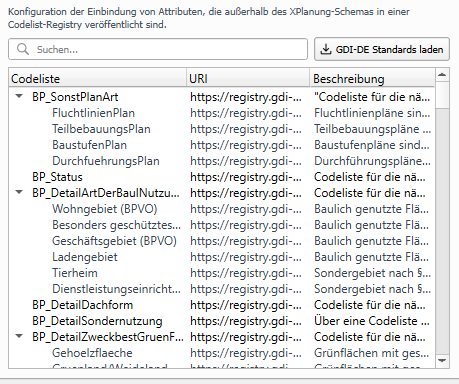 Konfiguration der Einbindung von Attributen, die außerhalb des XPlanung-Schemas in einer
Codelist-Registry veröffentlicht sind.
Suchen... GDI-DE Standards laden
Codeliste URI Beschreibung
BP_SonstPlanArt https://registry.gdi-... "Codeliste für die nä...
FluchtlinienPlan https://registry.gdi-... Fluchtlinienpläne sin...
TeilbebauungsPlan https://registry.gdi-... Teilbebauungspläne ...
BaustufenPlan https://registry.gdi-... Baustufenpläne sind...
DurchfuehrungsPlan https://registry.gdi-... Durchführungspläne...
BP_Status https://registry.gdi-... Codeliste für die nä...
BP_DetailArtDerBaulNutzu... https://registry.gdi-... Codeliste für die nä...
Wohngebiet (BPVO) https://registry.gdi-... Baulich genutzte Flä...
Besonders geschütztes... https://registry.gdi-... Baulich genutzte Flä...
Geschäftsgebiet (BPVO) https://registry.gdi-... Baulich genutzte Flä...
Ladengebiet https://registry.gdi-... Baulich genutzte Flä...
Tierheim https://registry.gdi-... Sondergebiet nach §...
Dienstleistungseinricht... https://registry.gdi-... Sondergebiet nach §...
BP_DetailDachform https://registry.gdi-... Codeliste für die nä...
BP_DetailSondernutzung https://registry.gdi-... Über eine Codeliste ...
BP_DetailZweckbestGruenF... https://registry.gdi-... Codeliste für die nä...
Gehoelzflaeche https://registry.gdi-... Grünflächen mit ges...